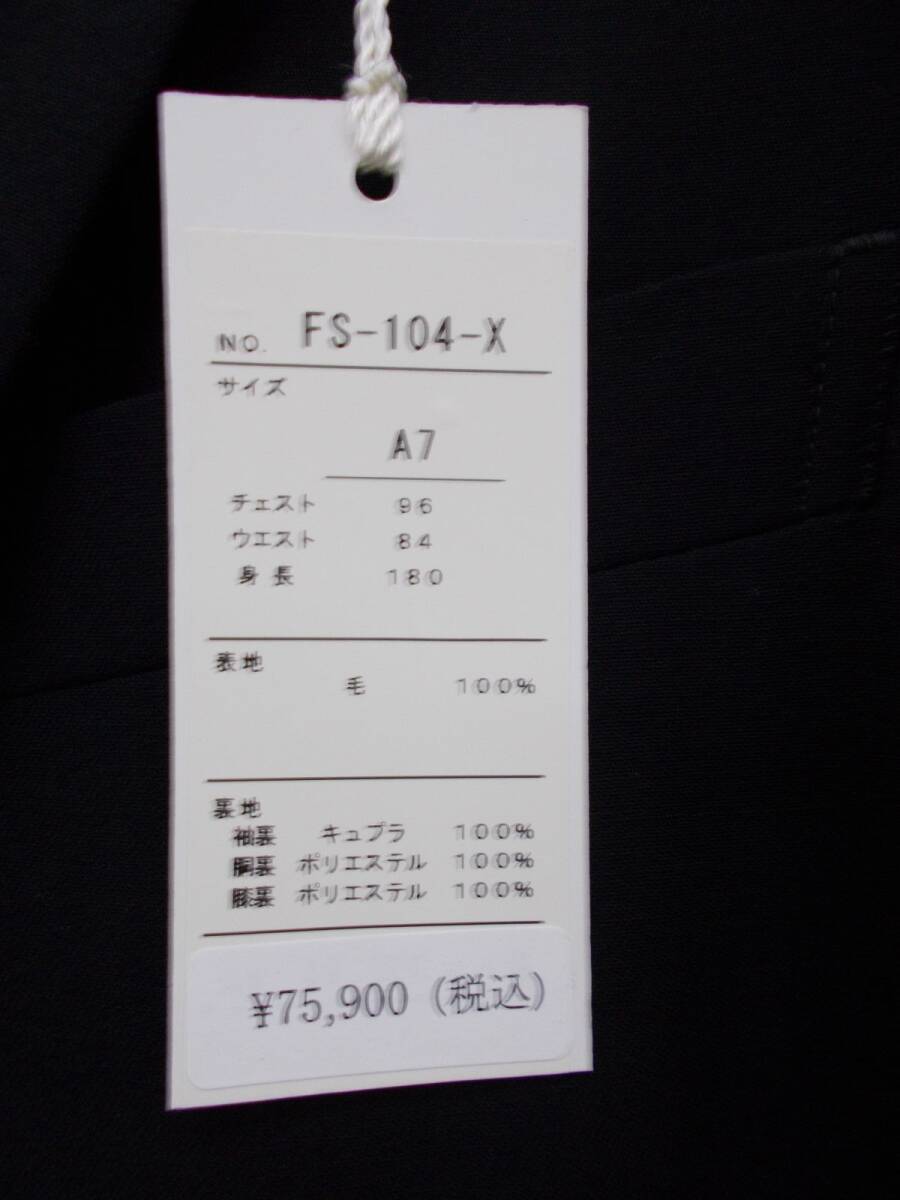 NO. FS-104-X
サイズ
A7
チェスト 96
ウエスト 84
身長 180
表地
毛 100%
裏地
袖裏 キュプラ 100%
胴裏 ポリエステル 100%
膝裏 ポリエステル 100%
¥75,900 (税込)